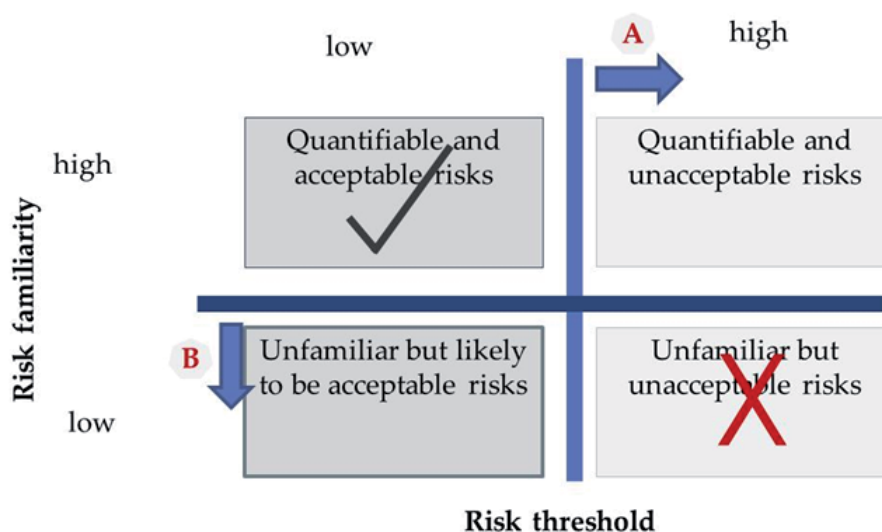 low
A
high
high
Quantifiable and
acceptable risks
Quantifiable and
unacceptable risks
Risk familiarity
B
Unfamiliar but likely
to be acceptable risks
Unfamiliar but
unacceptable risks
low
Risk threshold